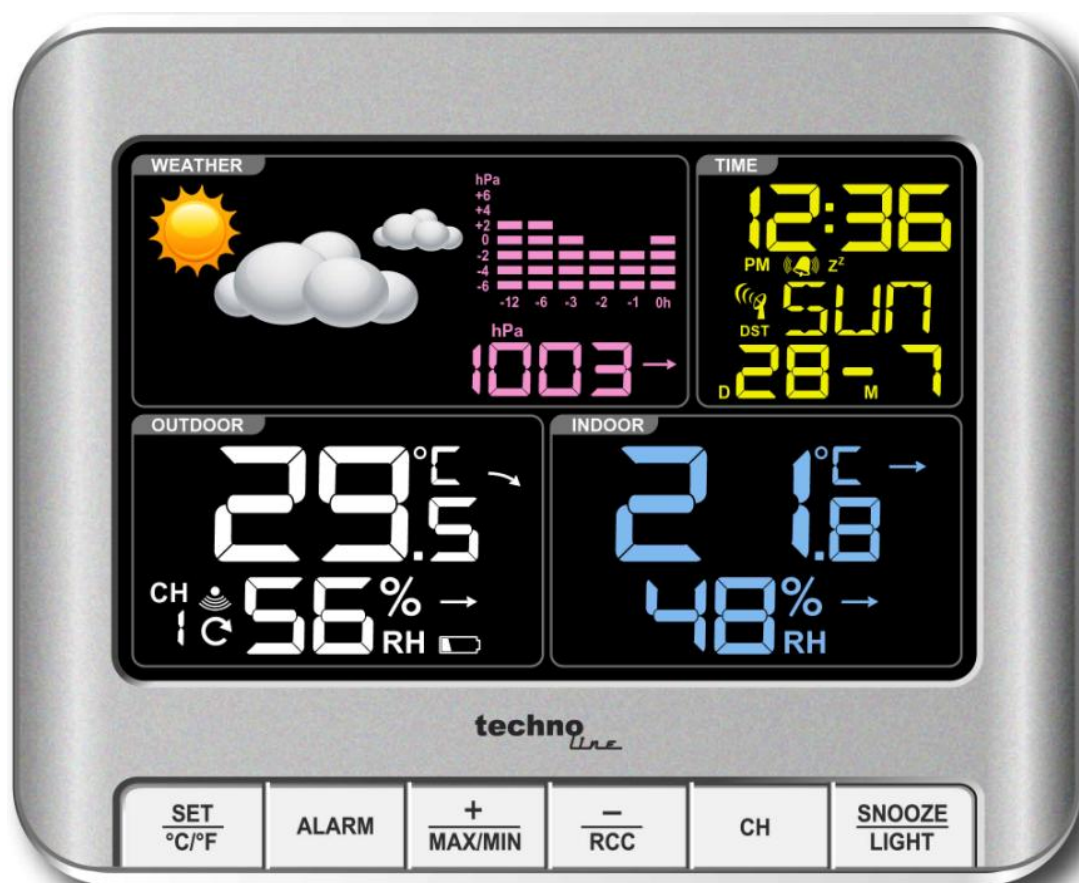 WEATHER
hPa
+6
+4
+2
0
-2
-4
-6
-12 -6 -3 -2 -1 0h
hPa
1003
TIME
12:36
PM Zz
DST SUN
D 28 - M 7
OUTDOOR
29.5 °C
CH 1 56% RH
INDOOR
21.8 °C
48% RH
techno line
SET
°C/°F
ALARM
+
MAX/MIN
−
RCC
CH
SNOOZE
LIGHT